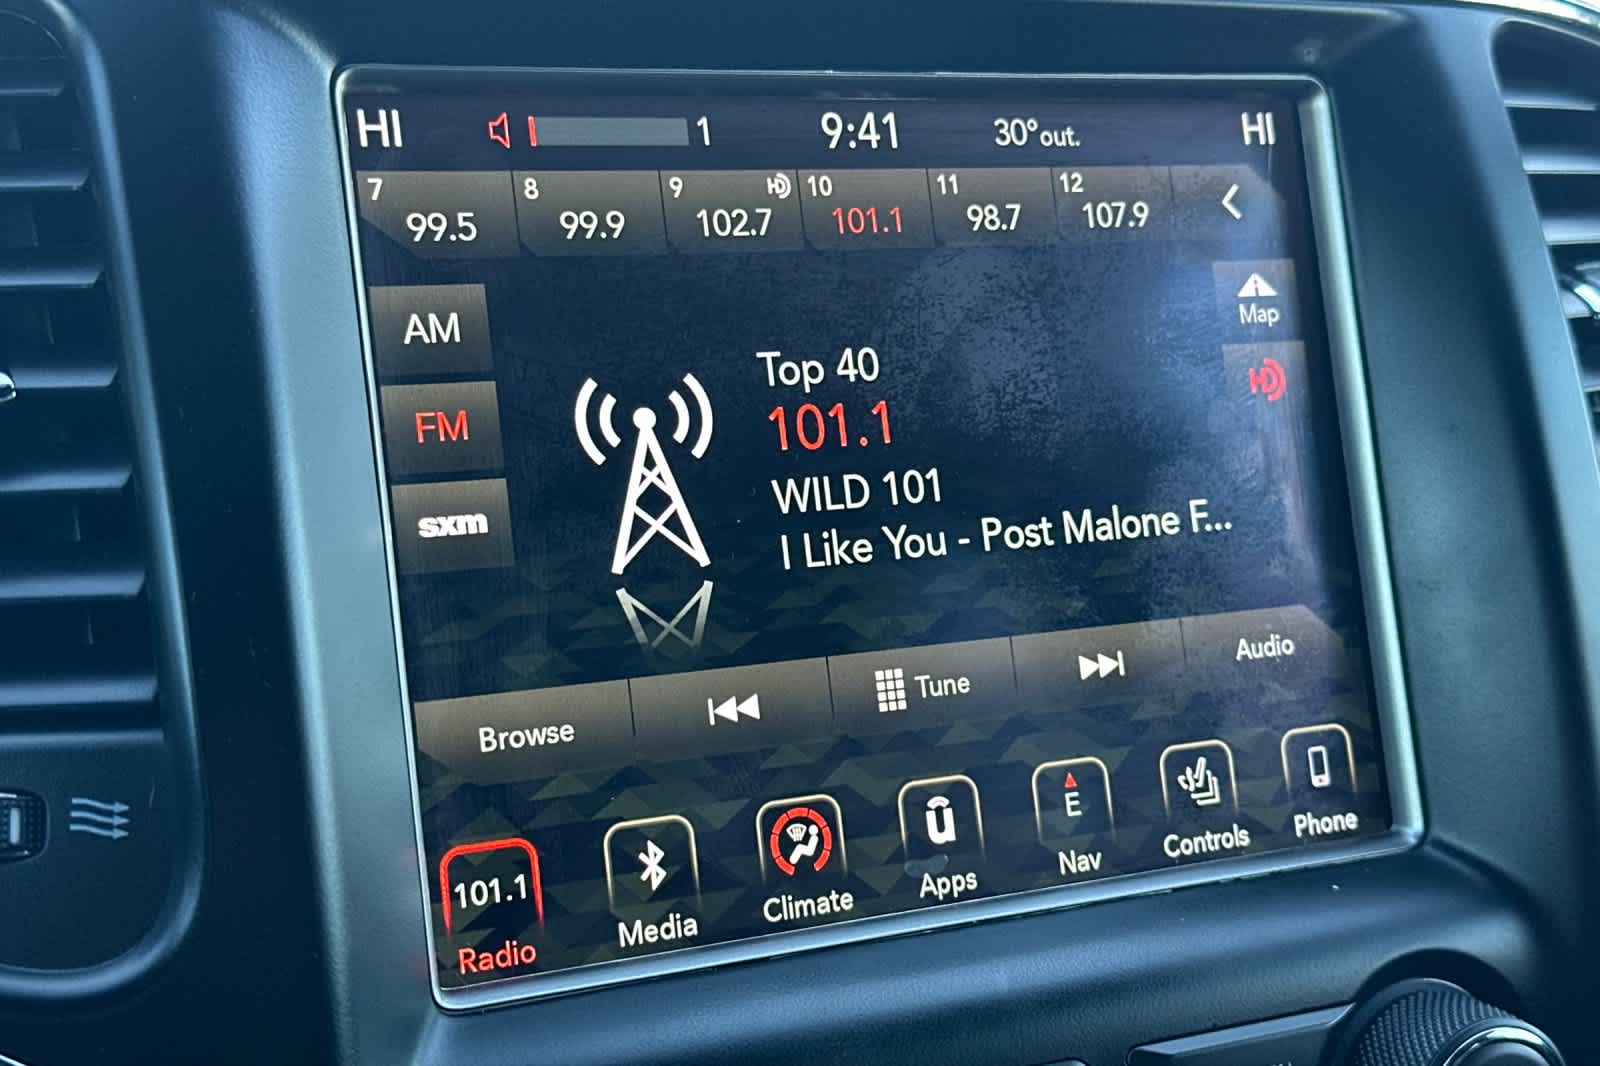 HI 1 9:41 30° out. HI
7 8 9 HD 10 11 12
99.5 99.9 102.7 101.1 98.7 107.9
AM
Map
FM
HD
sxm
Top 40
101.1
WILD 101
I Like You - Post Malone F...
Browse Tune Audio
101.1 ü E
Radio Media Climate Apps Nav Controls Phone